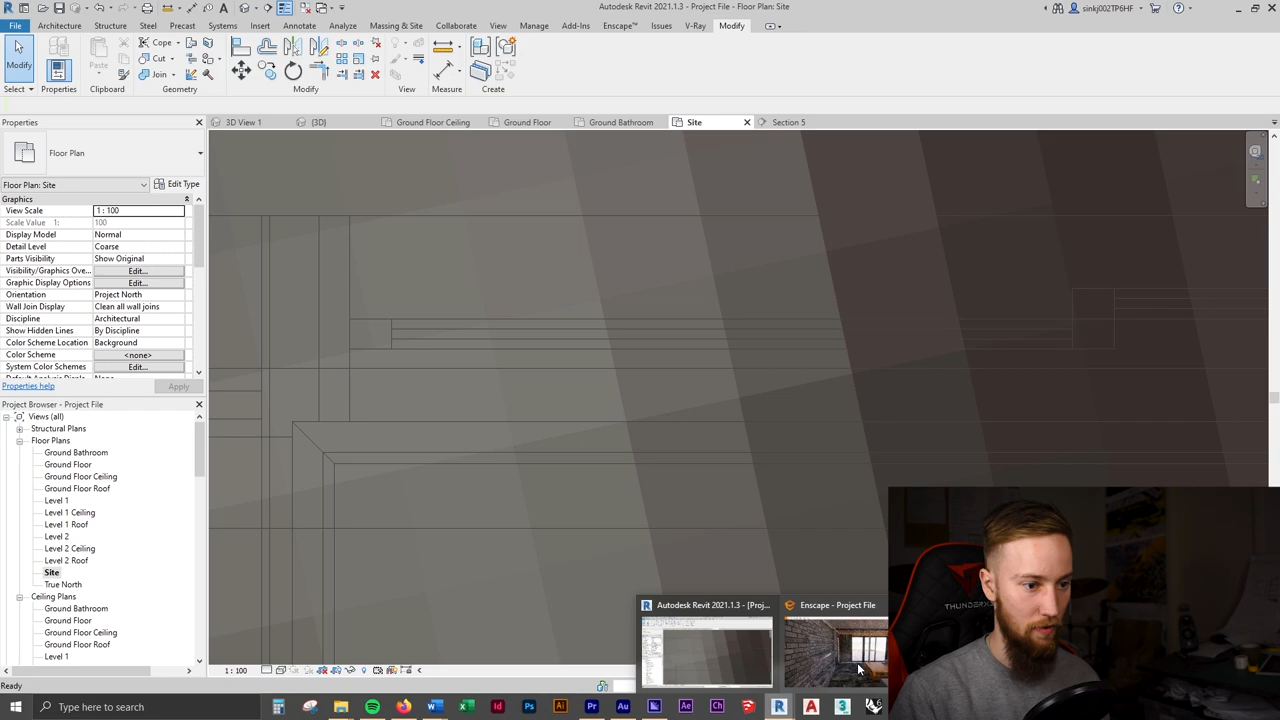 Autodesk Revit 2021.1.3 - Project File - Floor Plan: Site
sinkj002TP6HF
File Architecture Structure Steel Precast Systems Insert Annotate Analyze Massing & Site Collaborate View Manage Add-Ins Enscape™ Issues V-Ray Modify
Cope
Cut
Join
Modify Properties Paste
Select Properties Clipboard Geometry Modify View Measure Create
Properties
3D View 1 {3D} Ground Floor Ceiling Ground Floor Ground Bathroom Site Section 5
Floor Plan
Floor Plan: Site Edit Type
Graphics
View Scale 1 : 100
Scale Value 1: 100
Display Model Normal
Detail Level Coarse
Parts Visibility Show Original
Visibility/Graphics Ove... Edit...
Graphic Display Options Edit...
Orientation Project North
Wall Join Display Clean all wall joins
Discipline Architectural
Show Hidden Lines By Discipline
Color Scheme Location Background
Color Scheme <none>
System Color Schemes Edit...
Properties help Apply
Project Browser - Project File
Views (all)
Structural Plans
Floor Plans
Ground Bathroom
Ground Floor
Ground Floor Ceiling
Ground Floor Roof
Level 1
Level 1 Ceiling
Level 1 Roof
Level 2
Level 2 Ceiling
Level 2 Roof
Site
True North
Ceiling Plans
Ground Bathroom
Ground Floor
Ground Floor Ceiling
Ground Floor Roof
Level 1
Autodesk Revit 2021.1.3 - [Proj... Enscape - Project File
THUNDERX
1 : 100
Ready
Type here to search